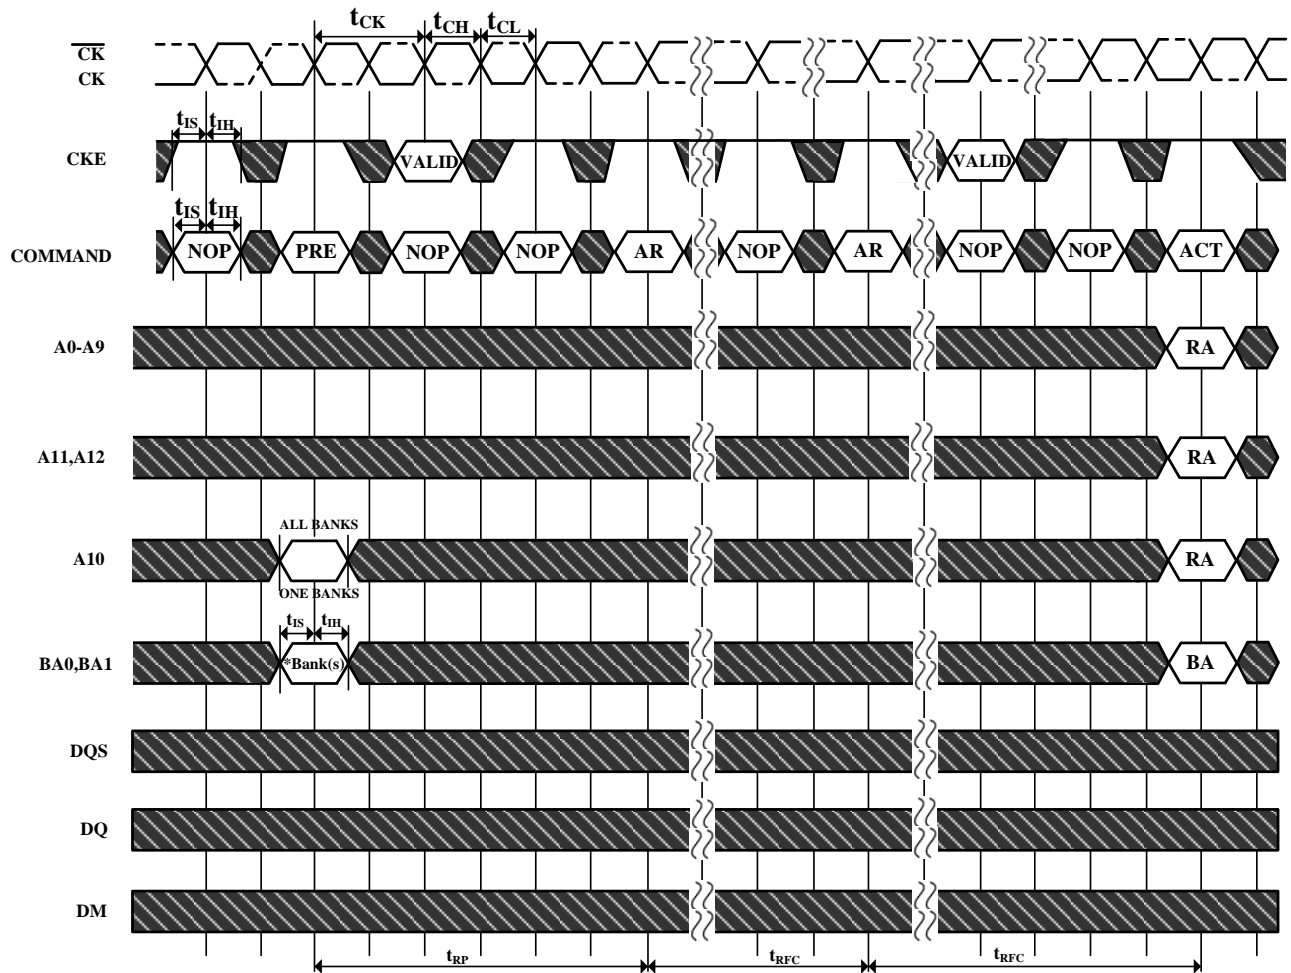 tCK tCH tCL
CK
CK
tIS tIH
CKE VALID VALID
tIS tIH
COMMAND NOP PRE NOP NOP AR NOP AR NOP NOP ACT
A0-A9 RA
A11,A12 RA
ALL BANKS
A10 RA
ONE BANKS
tIS tIH
BA0,BA1 *Bank(s) BA
DQS
DQ
DM
tRP tRFC tRFC